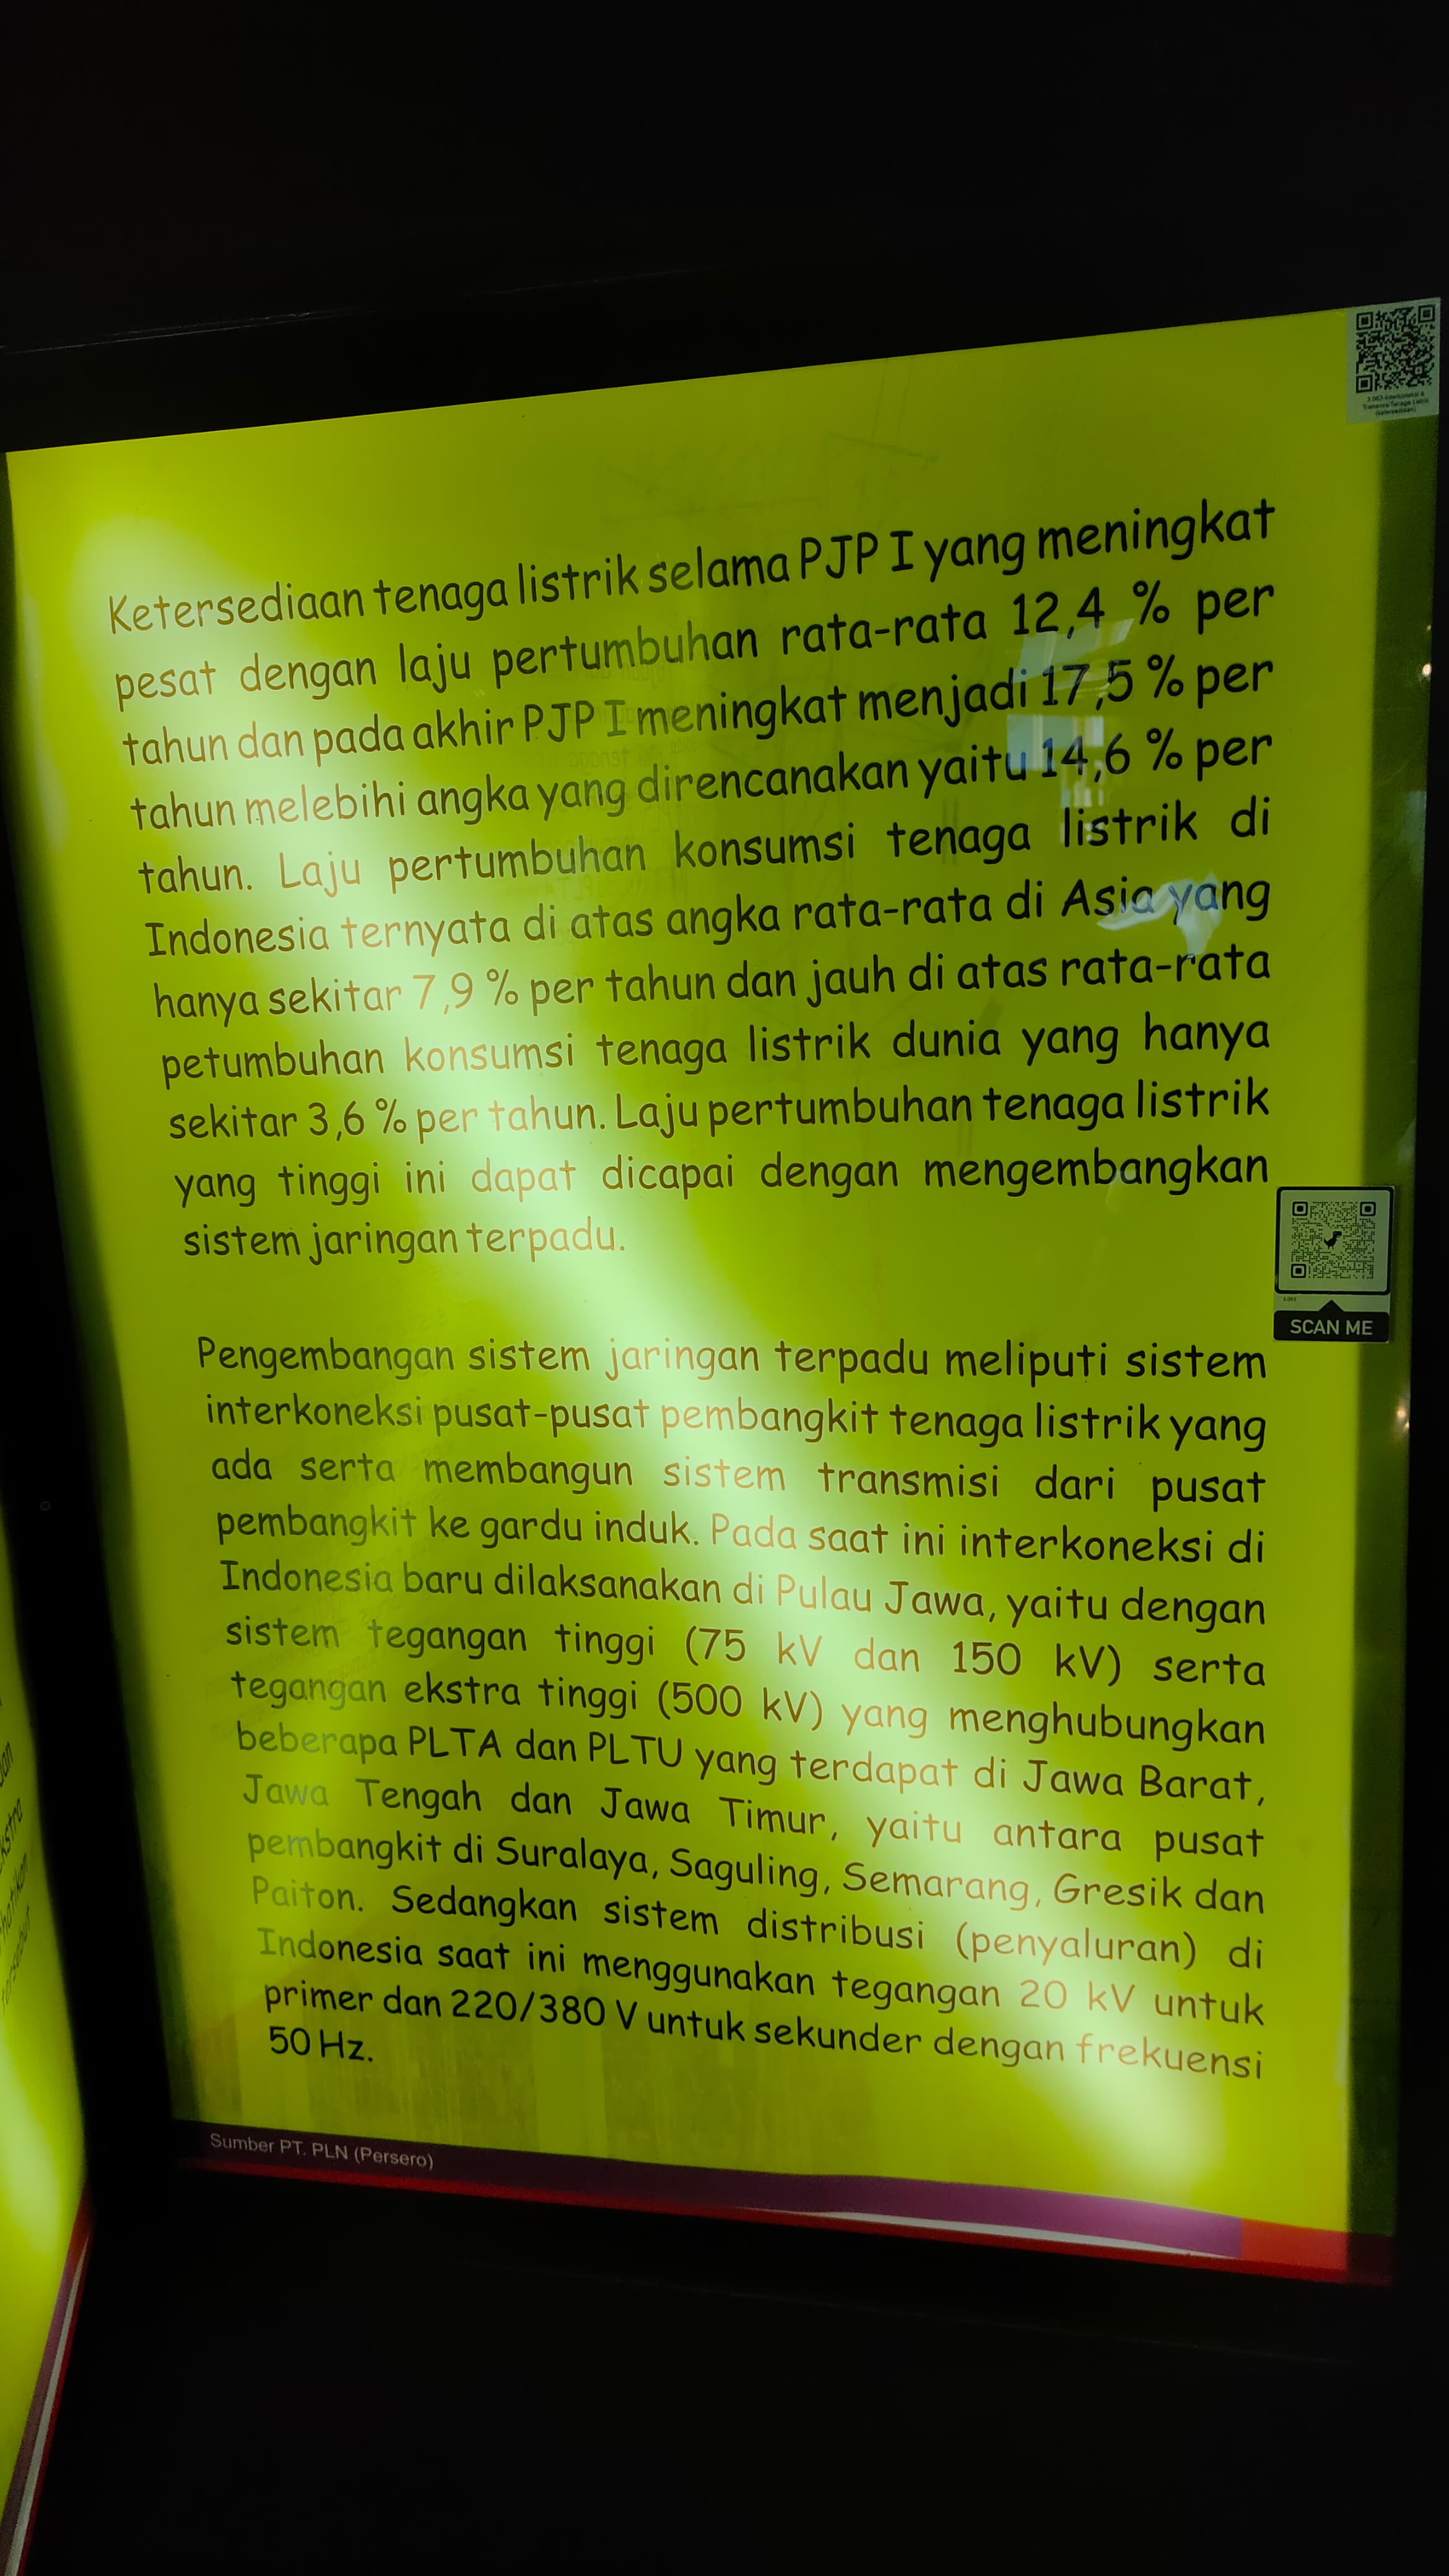 Ketersediaan tenaga listrik selama PJP I yang meningkat
pesat dengan laju pertumbuhan rata-rata 12,4 % per
tahun dan pada akhir PJP I meningkat menjadi 17,5 % per
tahun melebihi angka yang direncanakan yaitu 14,6 % per
tahun. Laju pertumbuhan konsumsi tenaga listrik di
Indonesia ternyata di atas angka rata-rata di Asia yang
hanya sekitar 7,9 % per tahun dan jauh di atas rata-rata
petumbuhan konsumsi tenaga listrik dunia yang hanya
sekitar 3,6 % per tahun. Laju pertumbuhan tenaga listrik
yang tinggi ini dapat dicapai dengan mengembangkan
sistem jaringan terpadu.
SCAN ME
Pengembangan sistem jaringan terpadu meliputi sistem
interkoneksi pusat-pusat pembangkit tenaga listrik yang
ada serta membangun sistem transmisi dari pusat
pembangkit ke gardu induk. Pada saat ini interkoneksi di
Indonesia baru dilaksanakan di Pulau Jawa, yaitu dengan
sistem tegangan tinggi (75 kV dan 150 kV) serta
tegangan ekstra tinggi (500 kV) yang menghubungkan
beberapa PLTA dan PLTU yang terdapat di Jawa Barat,
Jawa Tengah dan Jawa Timur, yaitu antara pusat
pembangkit di Suralaya, Saguling, Semarang, Gresik dan
Paiton. Sedangkan sistem distribusi (penyaluran) di
Indonesia saat ini menggunakan tegangan 20 kV untuk
primer dan 220/380 V untuk sekunder dengan frekuensi
50 Hz.
Sumber PT. PLN (Persero)